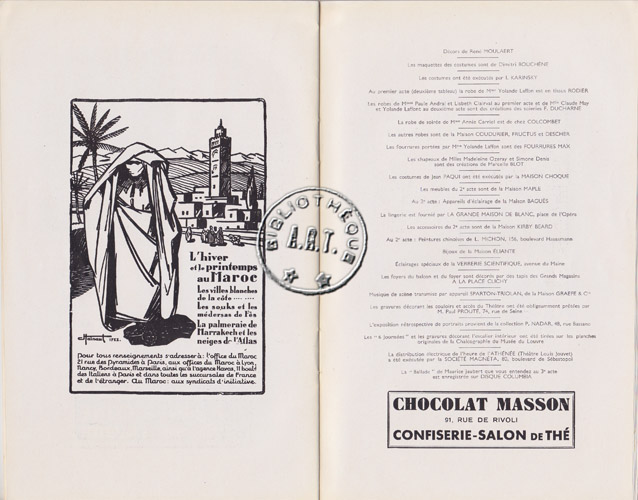 L'hiver
et le printemps
au Maroc
Les villes blanches
de la côte ....
Les souks et les
médersas de Fès
La palmeraie de
Marrakech et les
neiges de l'Atlas
1933.
pour tous renseignements s'adresser à : l'office du Maroc
21 rue des Pyramides à Paris, aux offices du Maroc à Lyon,
Nancy, Bordeaux, Marseille, ainsi qu'à l'agence Havas, 11 boult
des Italiens à Paris et dans toutes les succursales de France
et de l'étranger. Au Maroc : aux syndicats d'initiative.
BIBLIOTHÈQUE
A.R.T.
Décors de René MOULAERT
Les maquettes des costumes sont de Dimitri BOUCHÈNE
Les costumes ont été exécutés par I. KARINSKY
Au premier acte (deuxième tableau) la robe de Mme Yolande Laffon est en tissus RODIER
Les robes de Mmes Paule Andral et Lisbeth Clairval au premier acte et de Mme Claude May
et Yolande Laffon au deuxième acte sont des créations des soieries F. DUCHARNE
La robe de soirée de Mme Annie Cariel est de chez COLCOMBET
Les autres robes sont de la Maison COUDURIER, FRUCTUS et DESCHER
Les fourrures portées par Mme Yolande Laffon sont des FOURRURES MAX
Les chapeaux de Mlles Madeleine Ozeray et Simone Denis
sont des créations de Marcelle BLOT
Les costumes de Jean PAQUI ont été exécutés par la MAISON CHOQUE
Les meubles du 2e acte sont de la Maison MAPLE
Au 3e acte : Appareils d'éclairage de la Maison BAGUÈS
La lingerie est fournie par LA GRANDE MAISON DE BLANC, place de l'Opéra
Les accessoires du 2e acte sont de la Maison KIRBY BEARD
Au 2e acte : Peintures chinoises de L. MICHON, 156, boulevard Haussmann
Bijoux de la Maison ÉLIANTE
Éclairages spéciaux de la VERRERIE SCIENTIFIQUE, avenue du Maine
Les foyers du balcon et du foyer sont décorés par des tapis des Grands Magasins
A LA PLACE CLICHY
Musique de scène transmise par appareil SPARTON-TRIOLAN, de la Maison GRAEFE & Cie
Les gravures décorant les couloirs et accès du Théâtre ont été obligeamment prêtées par
M. Paul PROUTÉ, 74, rue de Seine
L'exposition rétrospective de portraits provient de la collection P. NADAR, 48, rue Bassano
Les « 6 Journées » et les gravures décorant l'escalier intérieur ont été tirés sur les planches
originales de la Chalcographie du Musée du Louvre
La distribution électrique de l'heure de l'ATHÉNÉE (Théâtre Louis Jouvet)
a été exécutée par la SOCIÉTÉ MAGNETA, 82, boulevard de Sébastopol
La "Ballade" de Maurice Jaubert que vous entendez au 3e acte
est enregistrée sur DISQUE COLUMBIA
CHOCOLAT MASSON
91, RUE DE RIVOLI
CONFISERIE-SALON DE THÉ